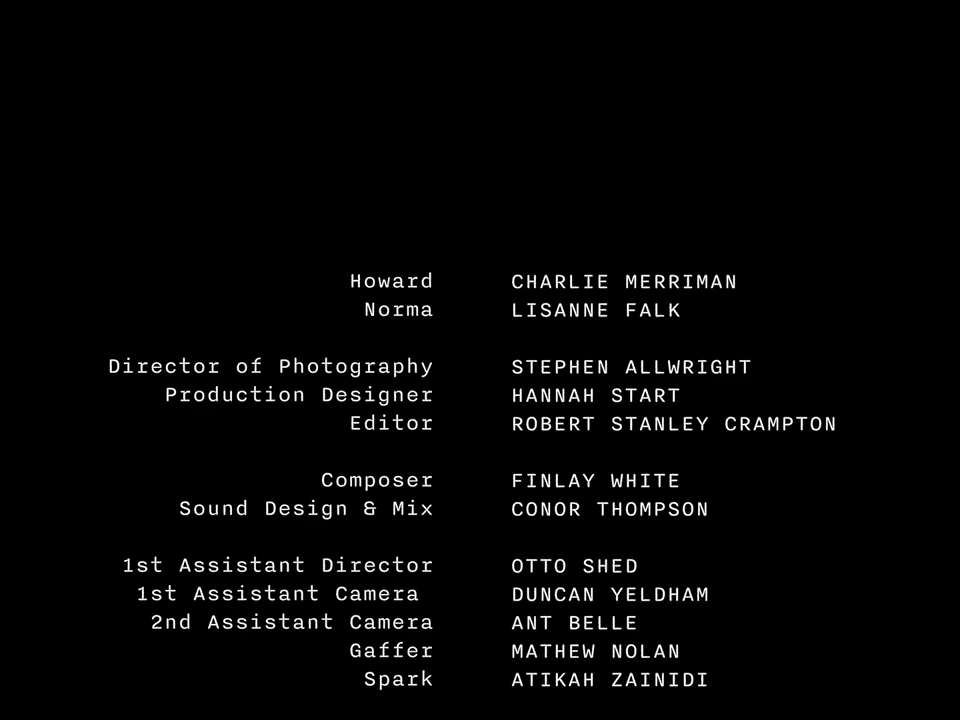 Howard CHARLIE MERRIMAN
Norma LISANNE FALK
Director of Photography STEPHEN ALLWRIGHT
Production Designer HANNAH START
Editor ROBERT STANLEY CRAMPTON
Composer FINLAY WHITE
Sound Design & Mix CONOR THOMPSON
1st Assistant Director OTTO SHED
1st Assistant Camera DUNCAN YELDHAM
2nd Assistant Camera ANT BELLE
Gaffer MATHEW NOLAN
Spark ATIKAH ZAINIDI